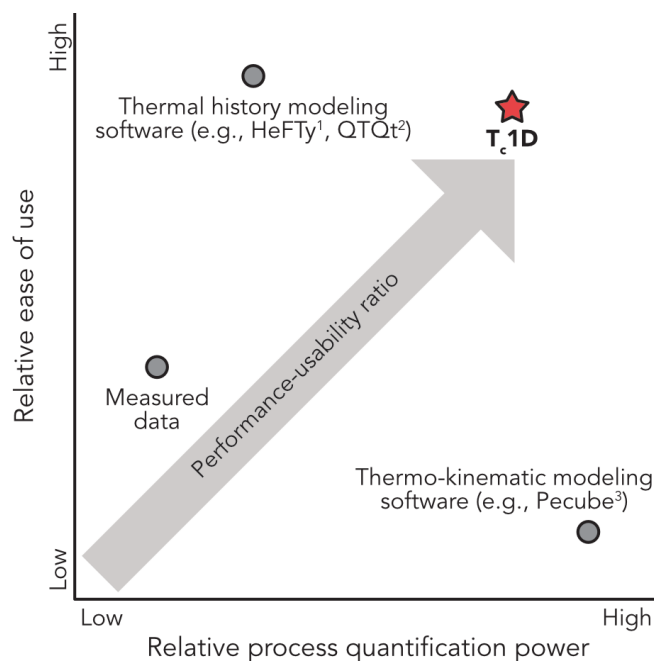 High
Thermal history modeling
software (e.g., HeFTy¹, QTQt²)
T_c1D
Relative ease of use
Performance-usability ratio
Measured
data
Thermo-kinematic modeling
software (e.g., Pecube³)
Low
Low
High
Relative process quantification power